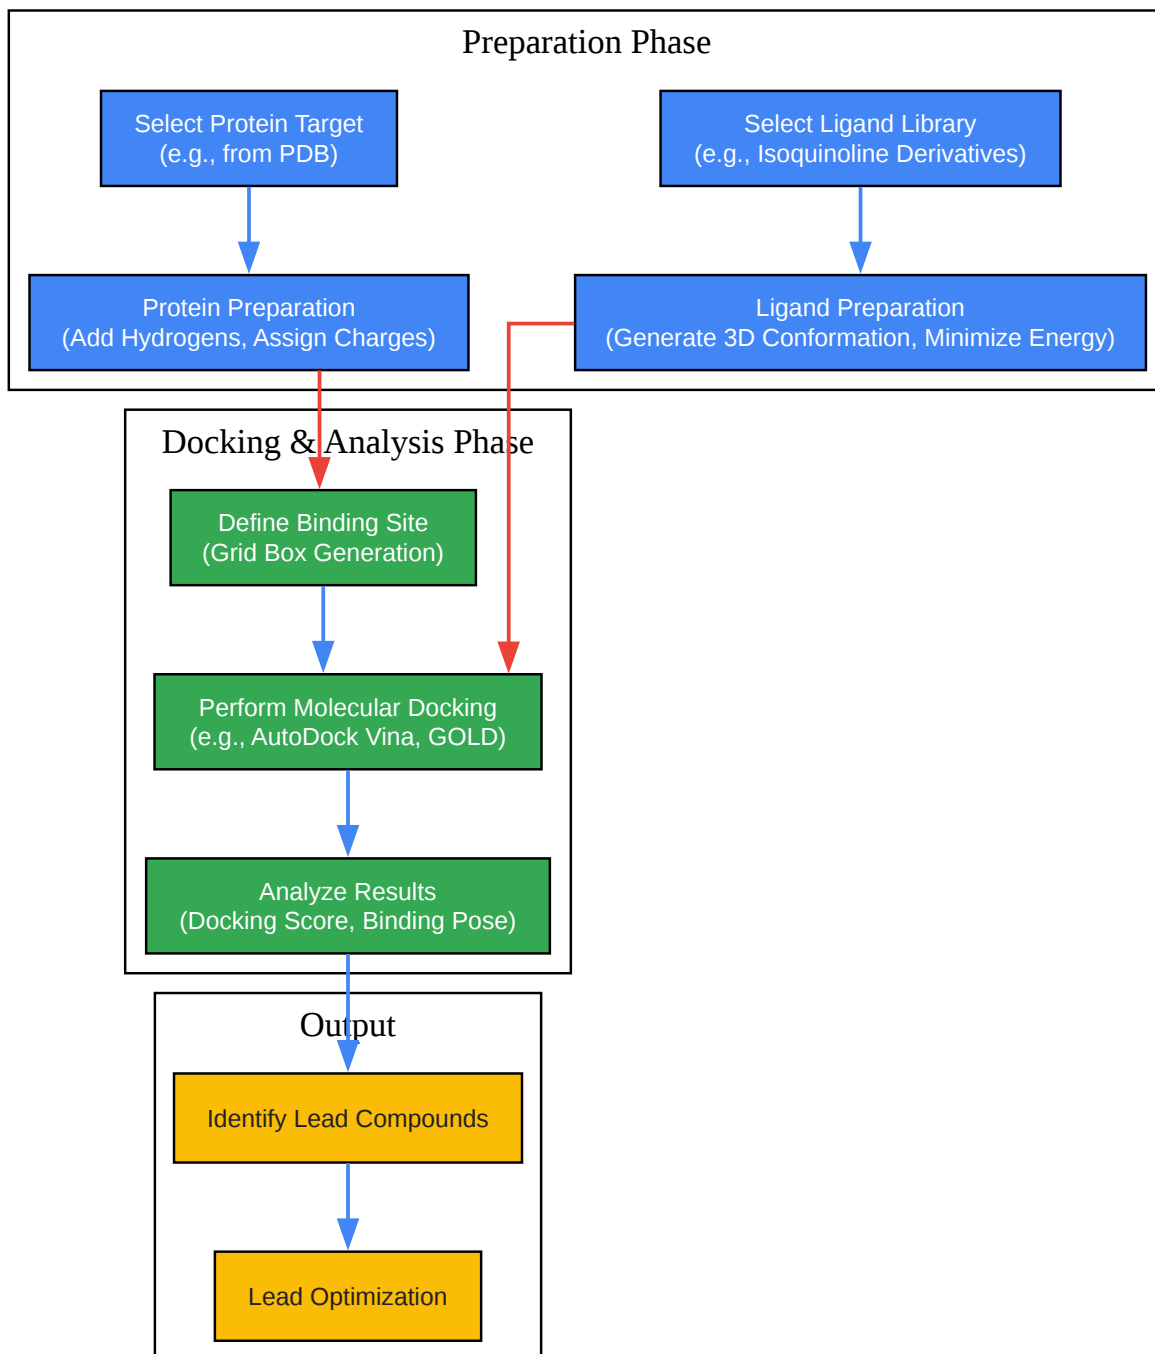 Preparation Phase
Select Protein Target
(e.g., from PDB)
Select Ligand Library
(e.g., Isoquinoline Derivatives)
Protein Preparation
(Add Hydrogens, Assign Charges)
Ligand Preparation
(Generate 3D Conformation, Minimize Energy)
Docking & Analysis Phase
Define Binding Site
(Grid Box Generation)
Perform Molecular Docking
(e.g., AutoDock Vina, GOLD)
Analyze Results
(Docking Score, Binding Pose)
Output
Identify Lead Compounds
Lead Optimization